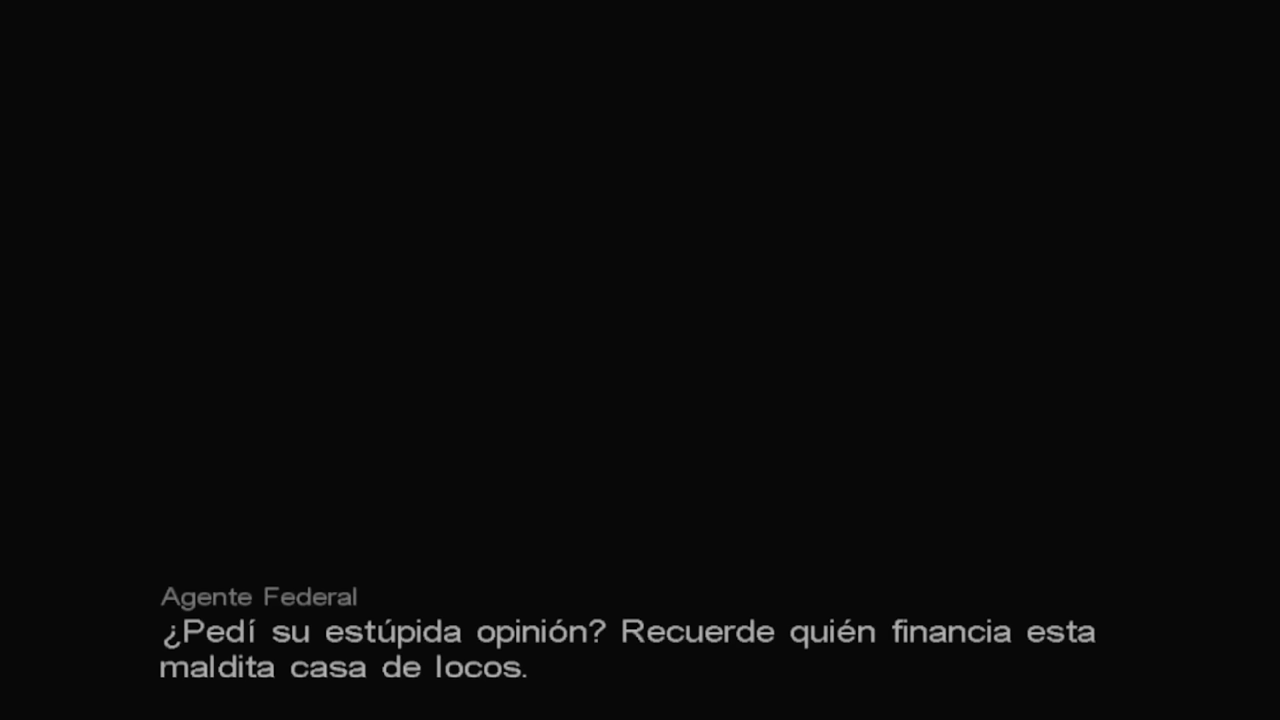 Agente Federal
¿Pedí su estúpida opinión? Recuerde quién financia esta
maldita casa de locos.